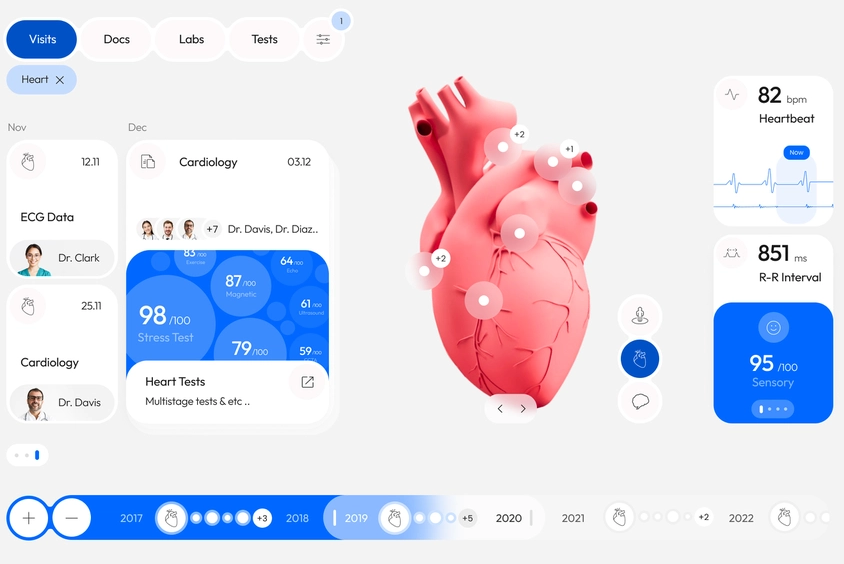 1
Visits
Docs
Labs
Tests
Heart
Nov
Dec
12.11
ECG Data
Dr. Clark
25.11
Cardiology
Dr. Davis
Cardiology
03.12
+7
Dr. Davis, Dr. Diaz..
83 /100
Exercise
64 /100
Echo
87 /100
Magnetic
61 /100
Ultrasound
98 /100
Stress Test
79 /100
59 /100
Heart Tests
Multistage tests & etc ..
+2
+1
+2
82 bpm
Heartbeat
Now
851 ms
R-R Interval
95 /100
Sensory
2017
+3
2018
2019
+5
2020
2021
+2
2022